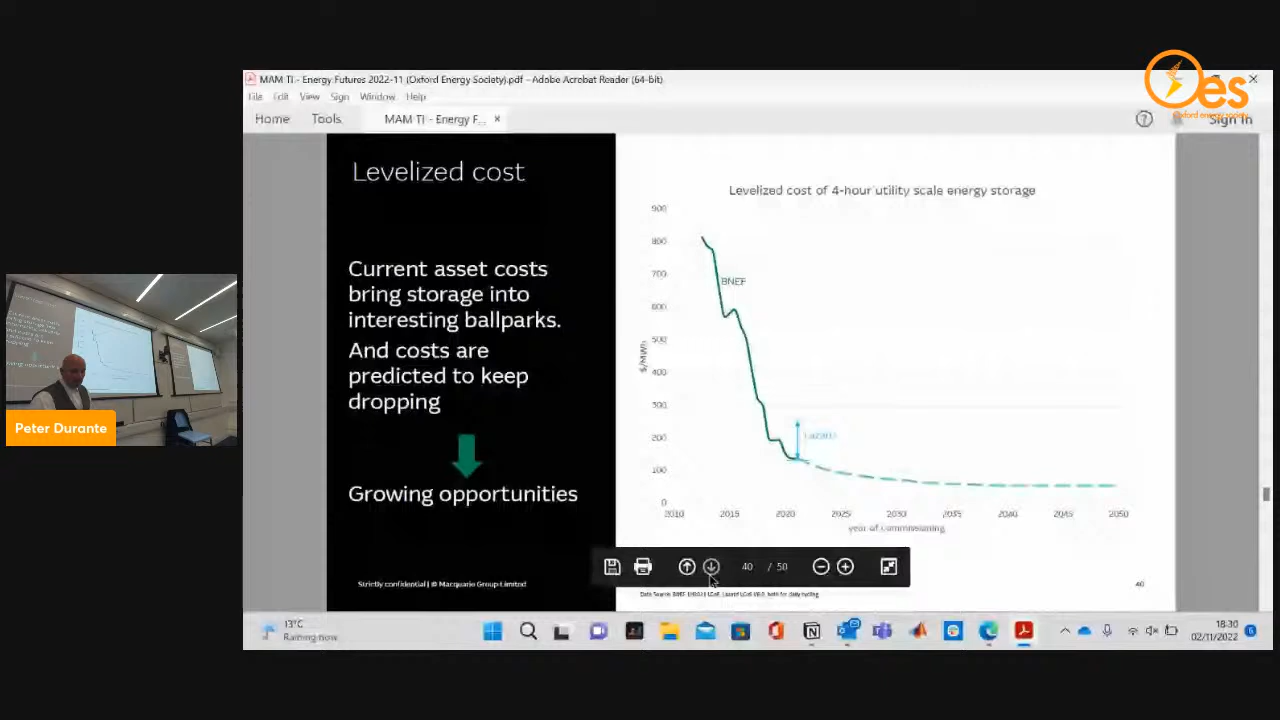 MAM TI - Energy Futures 2022-11 (Oxford Energy Society).pdf - Adobe Acrobat Reader (64-bit)
File Edit View Sign Window Help
Home Tools MAM TI - Energy F... ×
Sign In
es
Oxford energy society
Levelized cost
Current asset costs
bring storage into
interesting ballparks.
And costs are
predicted to keep
dropping
Growing opportunities
Strictly confidential | © Macquarie Group Limited
Levelized cost of 4-hour utility scale energy storage
900
800
700
600
500
400
300
200
100
0
$/MWh
BNEF
Lazard
2010 2015 2020 2025 2030 2035 2040 2045 2050
year of commissioning
40 / 50
40
Peter Durante
13°C
Raining now
18:30
02/11/2022